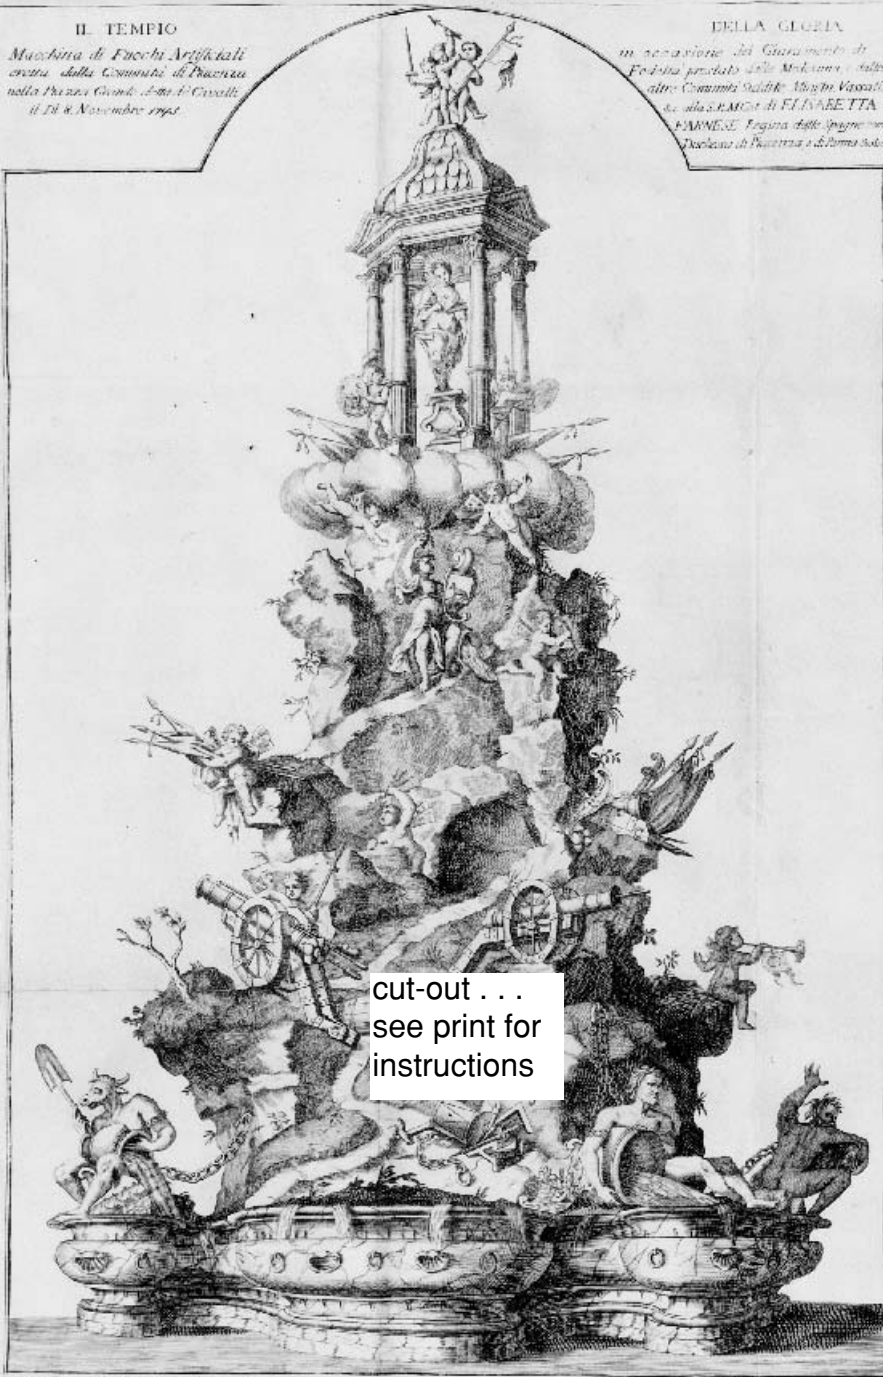 IL TEMPIO
Macchina di Fuochi Artificiali
eretta dalla Comunità di Piacenza
nella Piazza Grande detta de Cavalli
il Dì 8. Novembre
DELLA GLORIA
in occasione del Giuramento di
Fedeltà prestato dalla Medesima, e dalle
altre Comunità Suddite, Vassalli
alla S.R.M.Cca di ELISABETTA
FARNESE Regina delle Spagne
Duchessa di Piacenza e di Parma
cut-out . . .
see print for
instructions